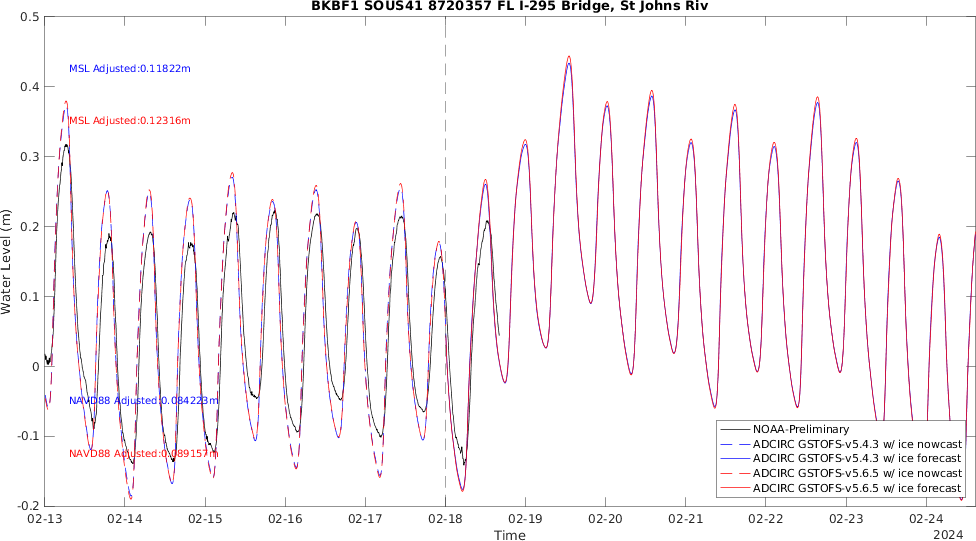 BKBF1 SOUS41 8720357 FL I-295 Bridge, St Johns Riv
0.5
MSL Adjusted:0.11822m
0.4
MSL Adjusted:0.12316m
0.3
0.2
Water Level (m)
0.1
0
NAVD88 Adjusted:0.084223m
-0.1
NAVD88 Adjusted:0.089157m
-0.2
NOAA-Preliminary
ADCIRC GSTOFS-v5.4.3 w/ ice nowcast
ADCIRC GSTOFS-v5.4.3 w/ ice forecast
ADCIRC GSTOFS-v5.6.5 w/ ice nowcast
ADCIRC GSTOFS-v5.6.5 w/ ice forecast
02-13 02-14 02-15 02-16 02-17 02-18 02-19 02-20 02-21 02-22 02-23 02-24
Time
2024